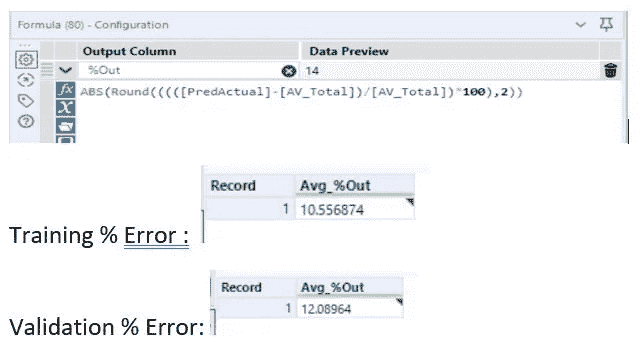 Formula (80) - Configuration
Output Column Data Preview
%Out 14
ABS(Round(((([PredActual]-[AV_Total])/[AV_Total])*100),2))
Record Avg_%Out
1 10.556874
Training % Error :
Record Avg_%Out
1 12.08964
Validation % Error: